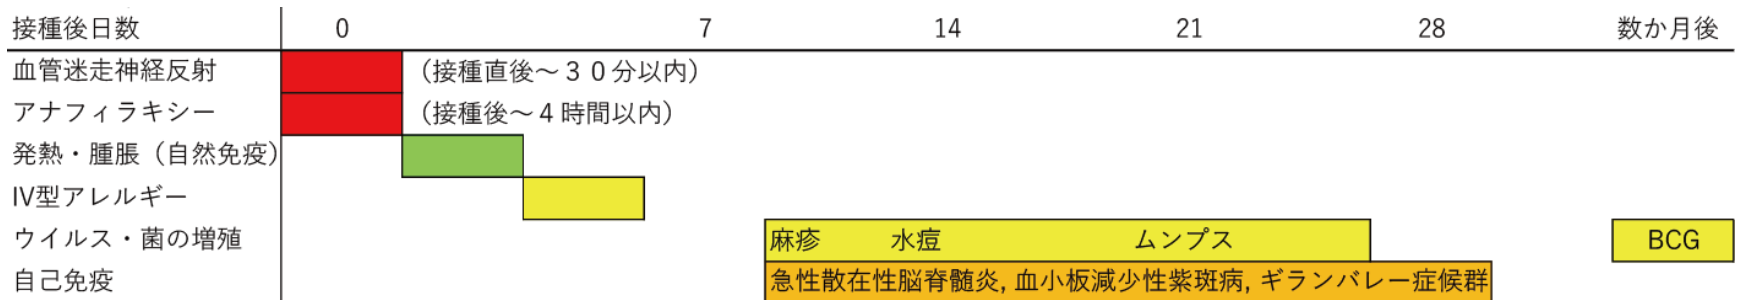 接種後日数 0 7 14 21 28 数か月後
血管迷走神経反射 （接種直後～３０分以内）
アナフィラキシー （接種後～４時間以内）
発熱・腫脹（自然免疫）
IV型アレルギー
ウイルス・菌の増殖 麻疹 水痘 ムンプス BCG
自己免疫 急性散在性脳脊髄炎, 血小板減少性紫斑病, ギランバレー症候群